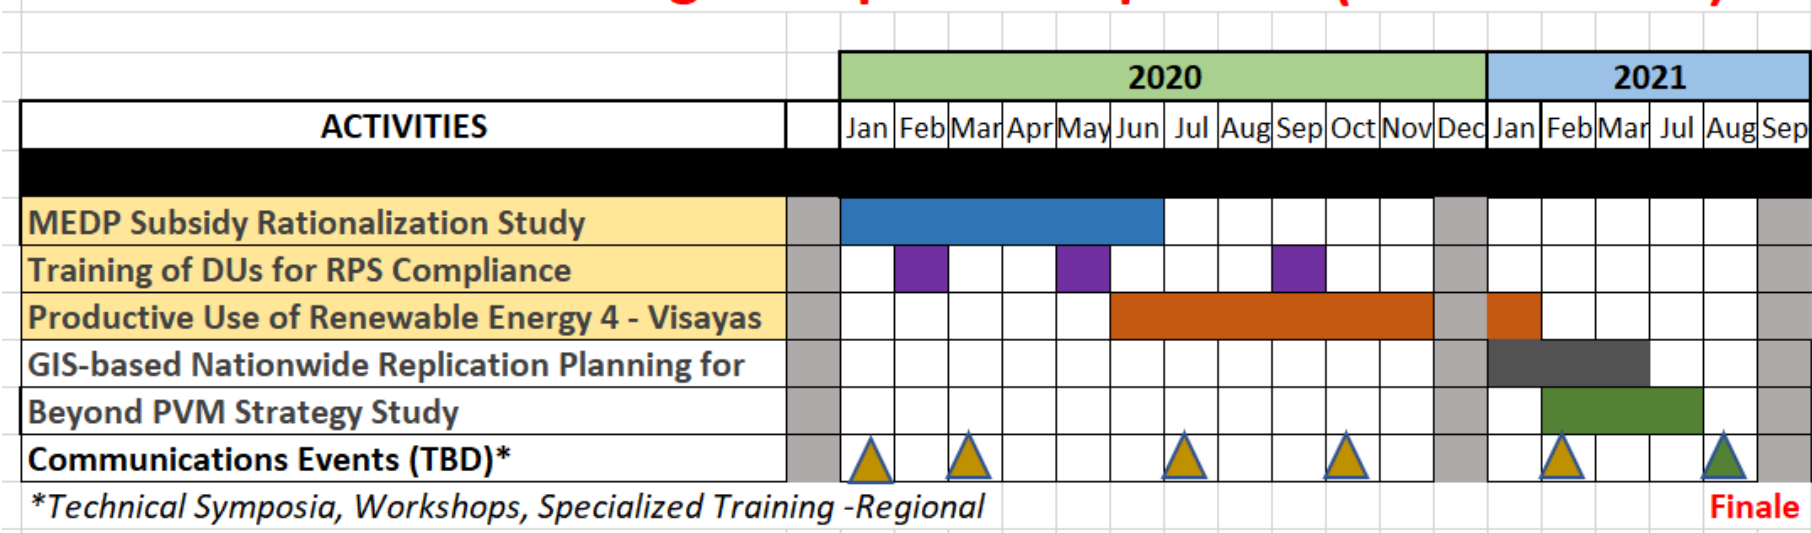 2020 2021
ACTIVITIES Jan Feb Mar Apr May Jun Jul Aug Sep Oct Nov Dec Jan Feb Mar Jul Aug Sep
MEDP Subsidy Rationalization Study
Training of DUs for RPS Compliance
Productive Use of Renewable Energy 4 - Visayas
GIS-based Nationwide Replication Planning for
Beyond PVM Strategy Study
Communications Events (TBD)*
*Technical Symposia, Workshops, Specialized Training -Regional Finale